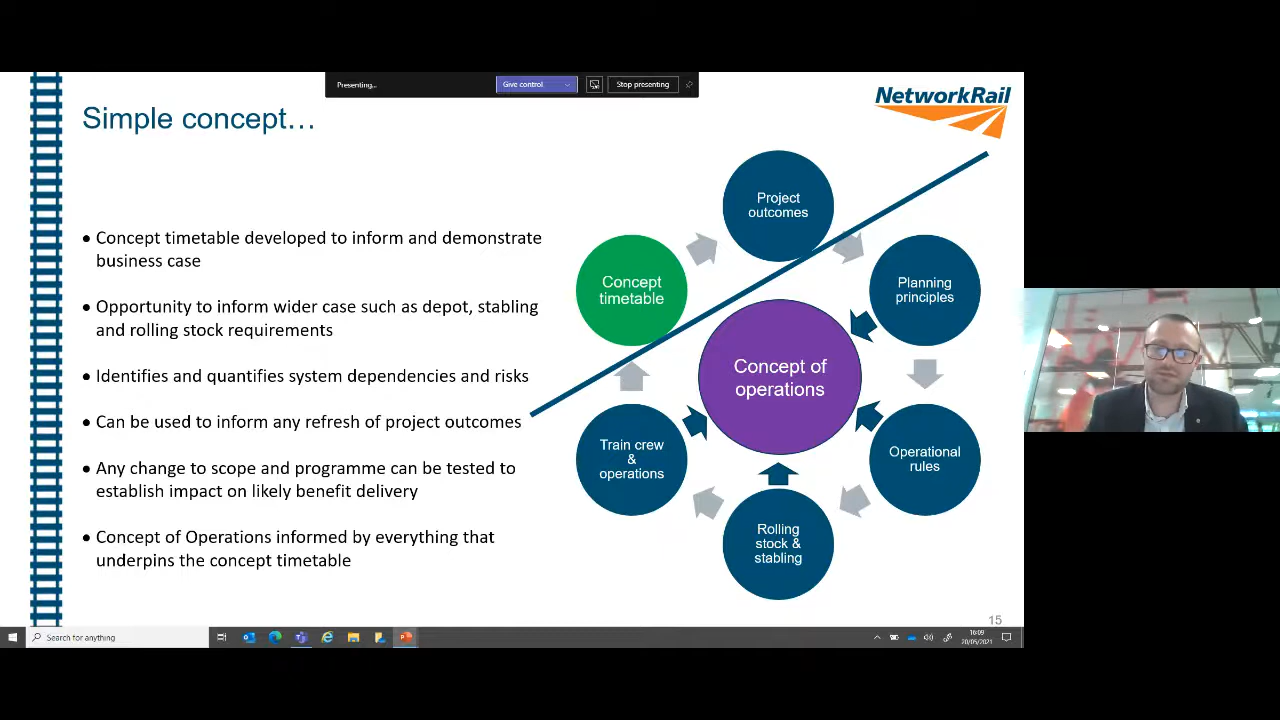 Presenting...
Give control
Stop presenting
NetworkRail
Simple concept…
• Concept timetable developed to inform and demonstrate
business case
• Opportunity to inform wider case such as depot, stabling
and rolling stock requirements
• Identifies and quantifies system dependencies and risks
• Can be used to inform any refresh of project outcomes
• Any change to scope and programme can be tested to
establish impact on likely benefit delivery
• Concept of Operations informed by everything that
underpins the concept timetable
Project
outcomes
Concept
timetable
Planning
principles
Concept of
operations
Train crew
&
operations
Operational
rules
Rolling
stock &
stabling
15
Search for anything
16:09
20/05/2021